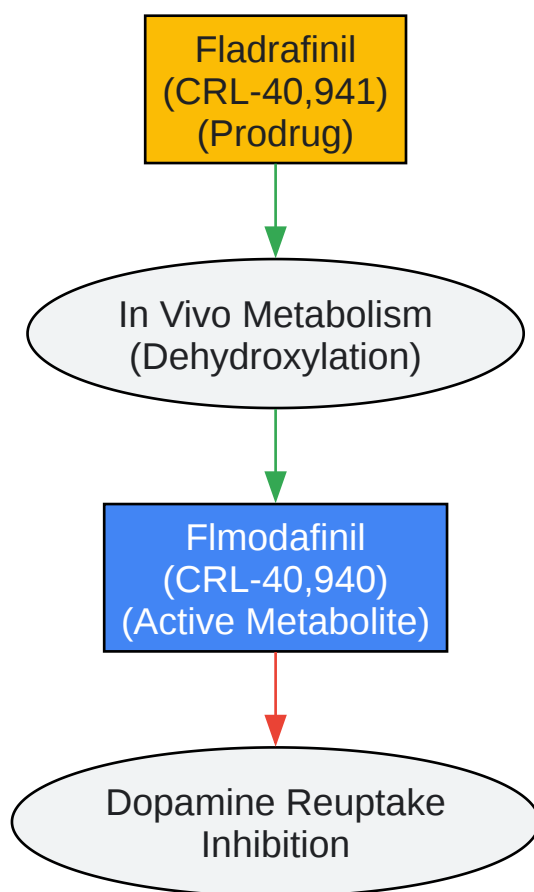 Fladrafinil
(CRL-40,941)
(Prodrug)
In Vivo Metabolism
(Dehydroxylation)
Flmodafinil
(CRL-40,940)
(Active Metabolite)
Dopamine Reuptake
Inhibition